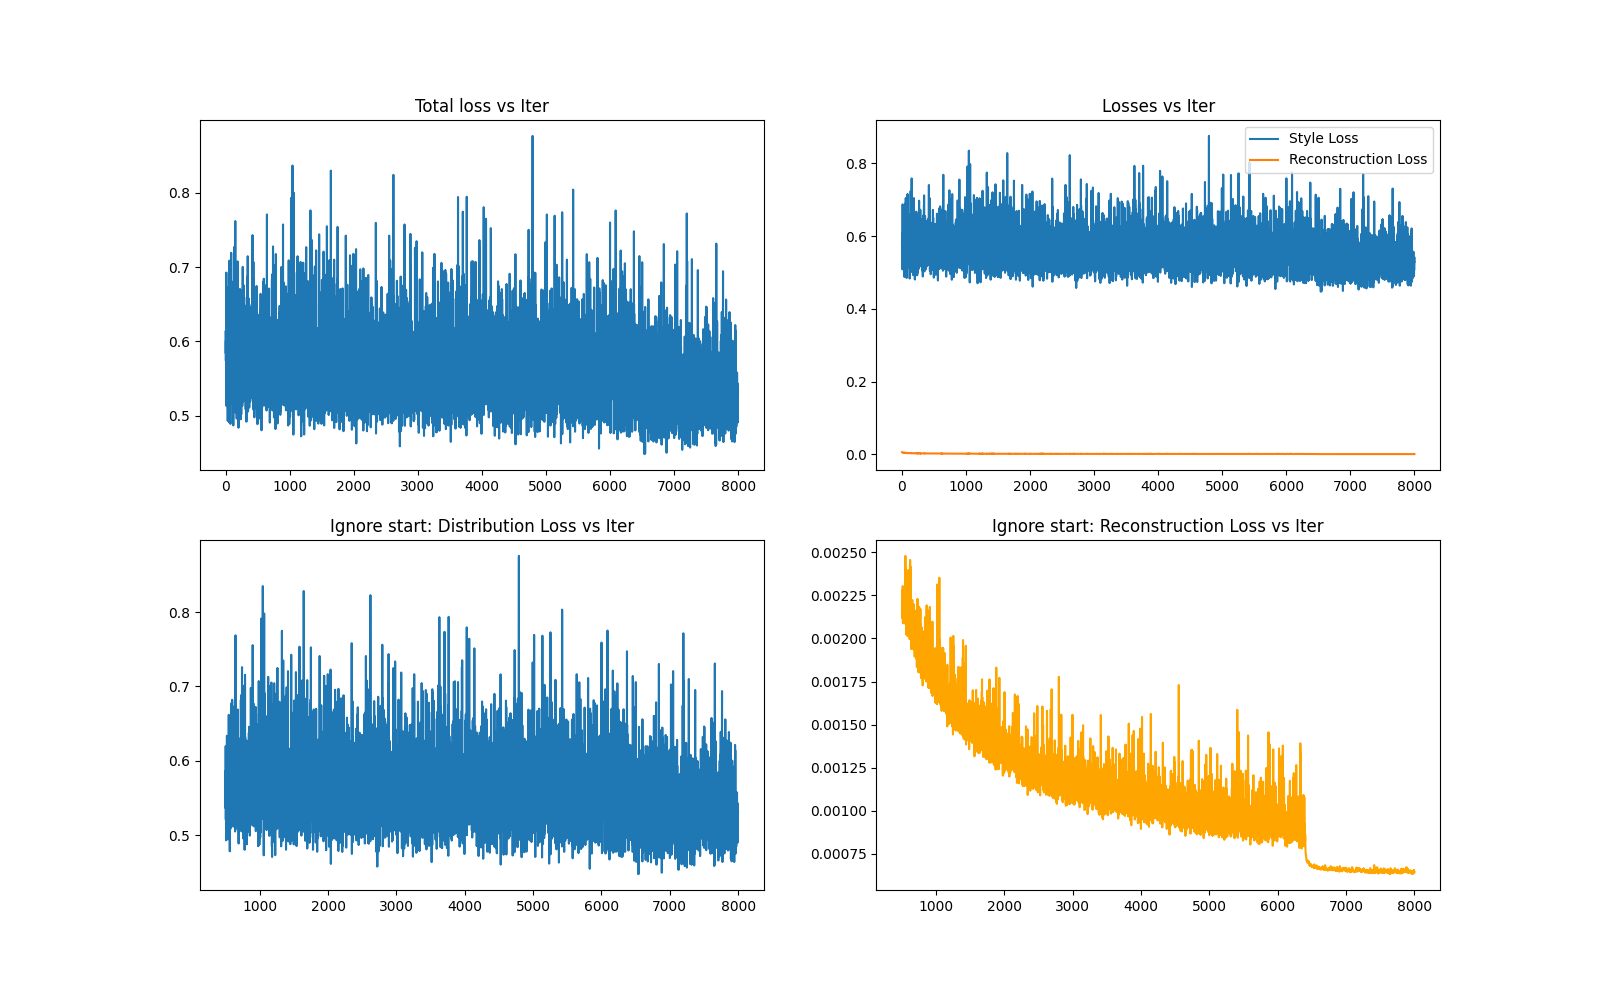 Total loss vs Iter
0.8
0.7
0.6
0.5
0 1000 2000 3000 4000 5000 6000 7000 8000
Losses vs Iter
Style Loss
Reconstruction Loss
0.8
0.6
0.4
0.2
0.0
0 1000 2000 3000 4000 5000 6000 7000 8000
Ignore start: Distribution Loss vs Iter
0.8
0.7
0.6
0.5
1000 2000 3000 4000 5000 6000 7000 8000
Ignore start: Reconstruction Loss vs Iter
0.00250
0.00225
0.00200
0.00175
0.00150
0.00125
0.00100
0.00075
1000 2000 3000 4000 5000 6000 7000 8000